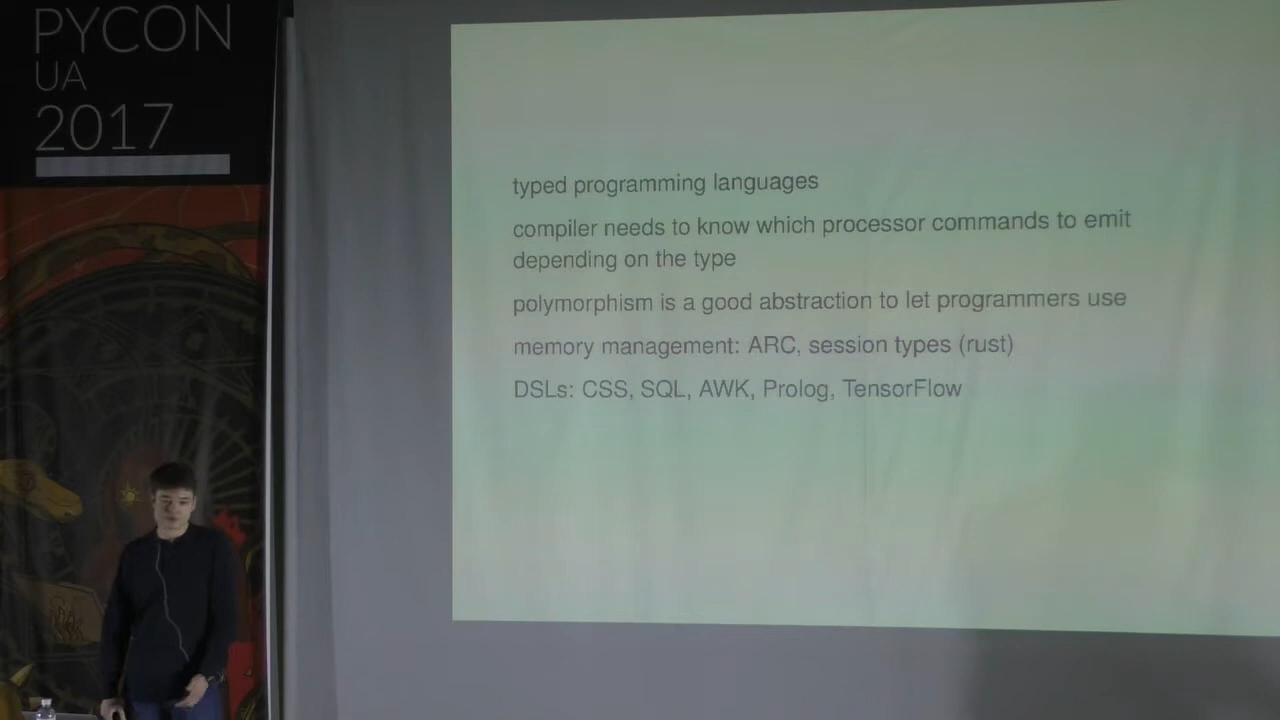 PYCON
UA
2017
typed programming languages
compiler needs to know which processor commands to emit
depending on the type
polymorphism is a good abstraction to let programmers use
memory management: ARC, session types (rust)
DSLs: CSS, SQL, AWK, Prolog, TensorFlow